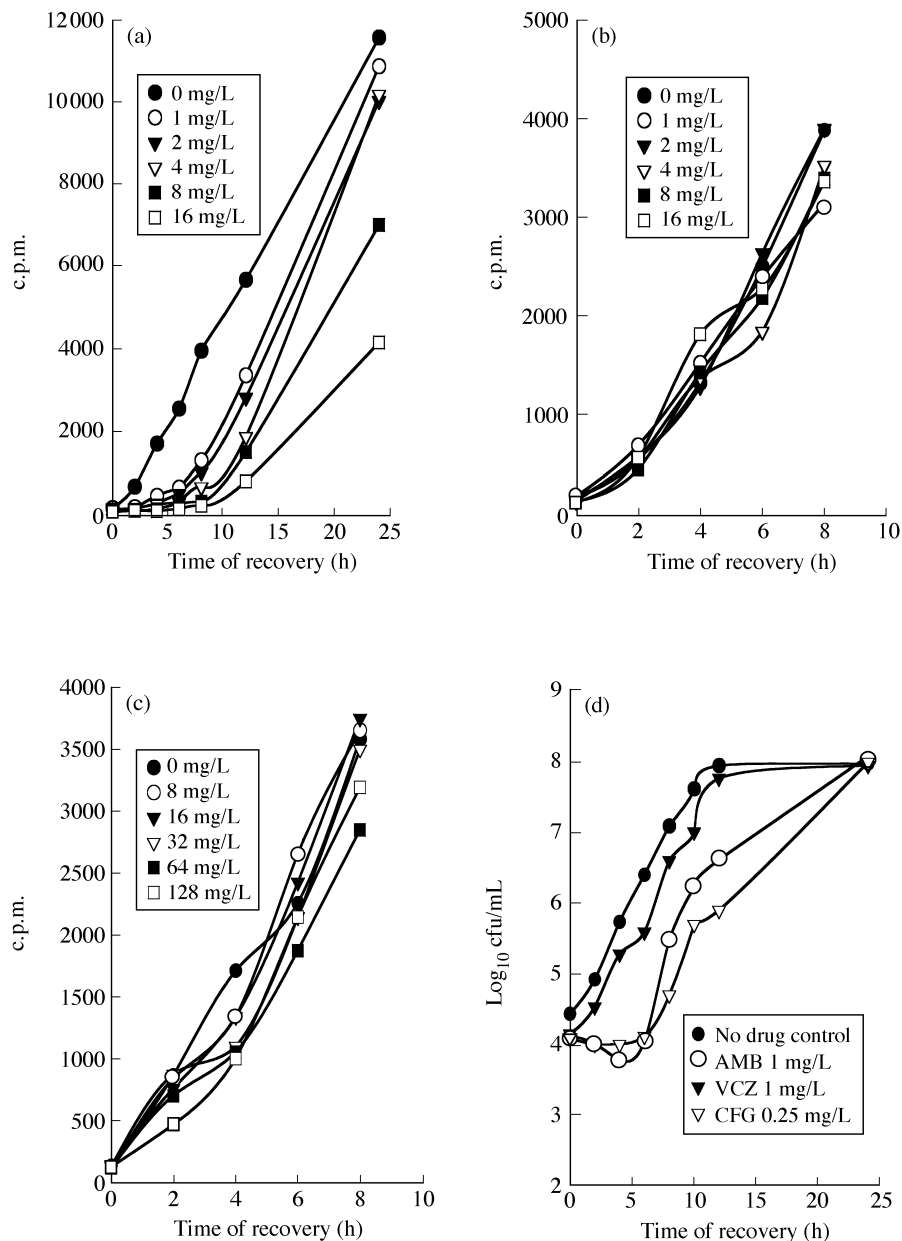 (a)
12 000
10 000
8000
6000
4000
2000
0
c.p.m.
0 mg/L
1 mg/L
2 mg/L
4 mg/L
8 mg/L
16 mg/L
0 5 10 15 20 25
Time of recovery (h)
(b)
5000
4000
3000
2000
1000
0
c.p.m.
0 mg/L
1 mg/L
2 mg/L
4 mg/L
8 mg/L
16 mg/L
0 2 4 6 8 10
Time of recovery (h)
(c)
4000
3500
3000
2500
2000
1500
1000
500
0
c.p.m.
0 mg/L
8 mg/L
16 mg/L
32 mg/L
64 mg/L
128 mg/L
0 2 4 6 8 10
Time of recovery (h)
(d)
9
8
7
6
5
4
3
2
Log10 cfu/mL
No drug control
AMB 1 mg/L
VCZ 1 mg/L
CFG 0.25 mg/L
0 5 10 15 20 25
Time of recovery (h)